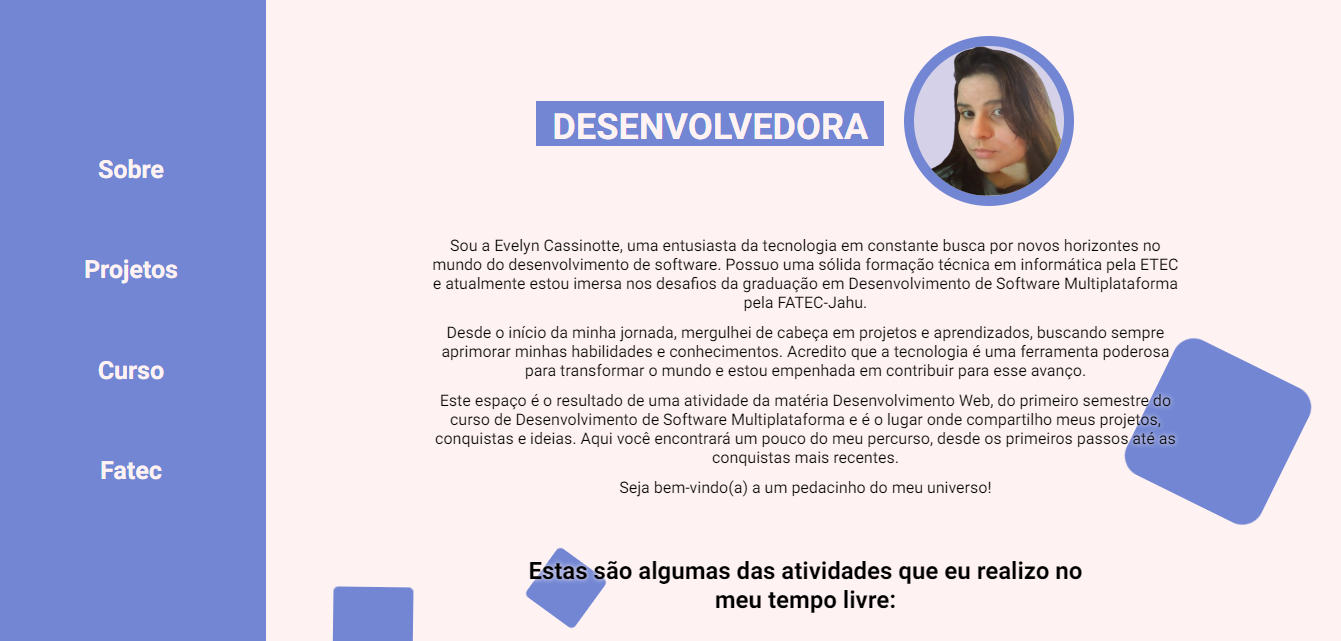 Sobre
Projetos
Curso
Fatec
DESENVOLVEDORA
Sou a Evelyn Cassinotte, uma entusiasta da tecnologia em constante busca por novos horizontes no
mundo do desenvolvimento de software. Possuo uma sólida formação técnica em informática pela ETEC
e atualmente estou imersa nos desafios da graduação em Desenvolvimento de Software Multiplataforma
pela FATEC-Jahu.
Desde o início da minha jornada, mergulhei de cabeça em projetos e aprendizados, buscando sempre
aprimorar minhas habilidades e conhecimentos. Acredito que a tecnologia é uma ferramenta poderosa
para transformar o mundo e estou empenhada em contribuir para esse avanço.
Este espaço é o resultado de uma atividade da matéria Desenvolvimento Web, do primeiro semestre do
curso de Desenvolvimento de Software Multiplataforma e é o lugar onde compartilho meus projetos,
conquistas e ideias. Aqui você encontrará um pouco do meu percurso, desde os primeiros passos até as
conquistas mais recentes.
Seja bem-vindo(a) a um pedacinho do meu universo!
Estas são algumas das atividades que eu realizo no
meu tempo livre: